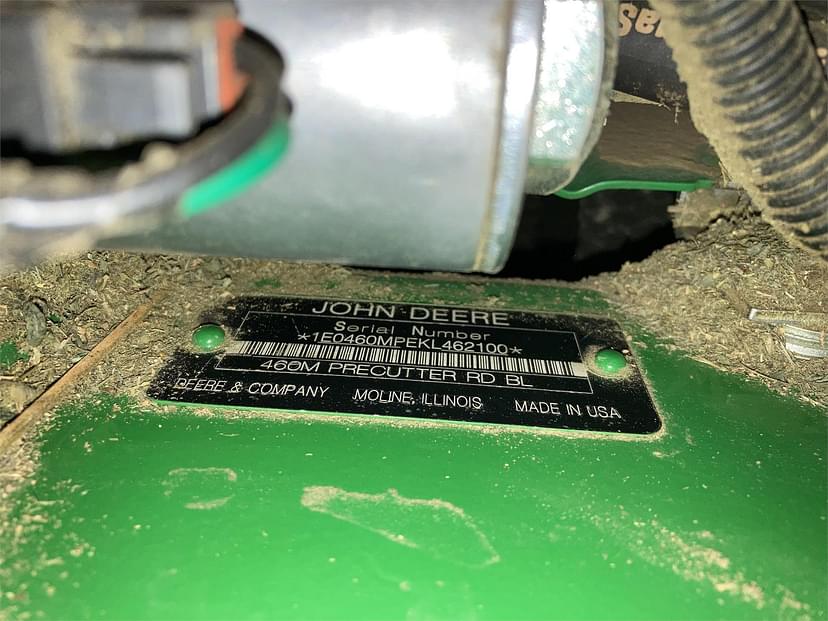 JOHN DEERE
Serial Number
*1E0460MPEKL462100*
460M PRECUTTER RD BL
DEERE & COMPANY MOLINE, ILLINOIS MADE IN USA